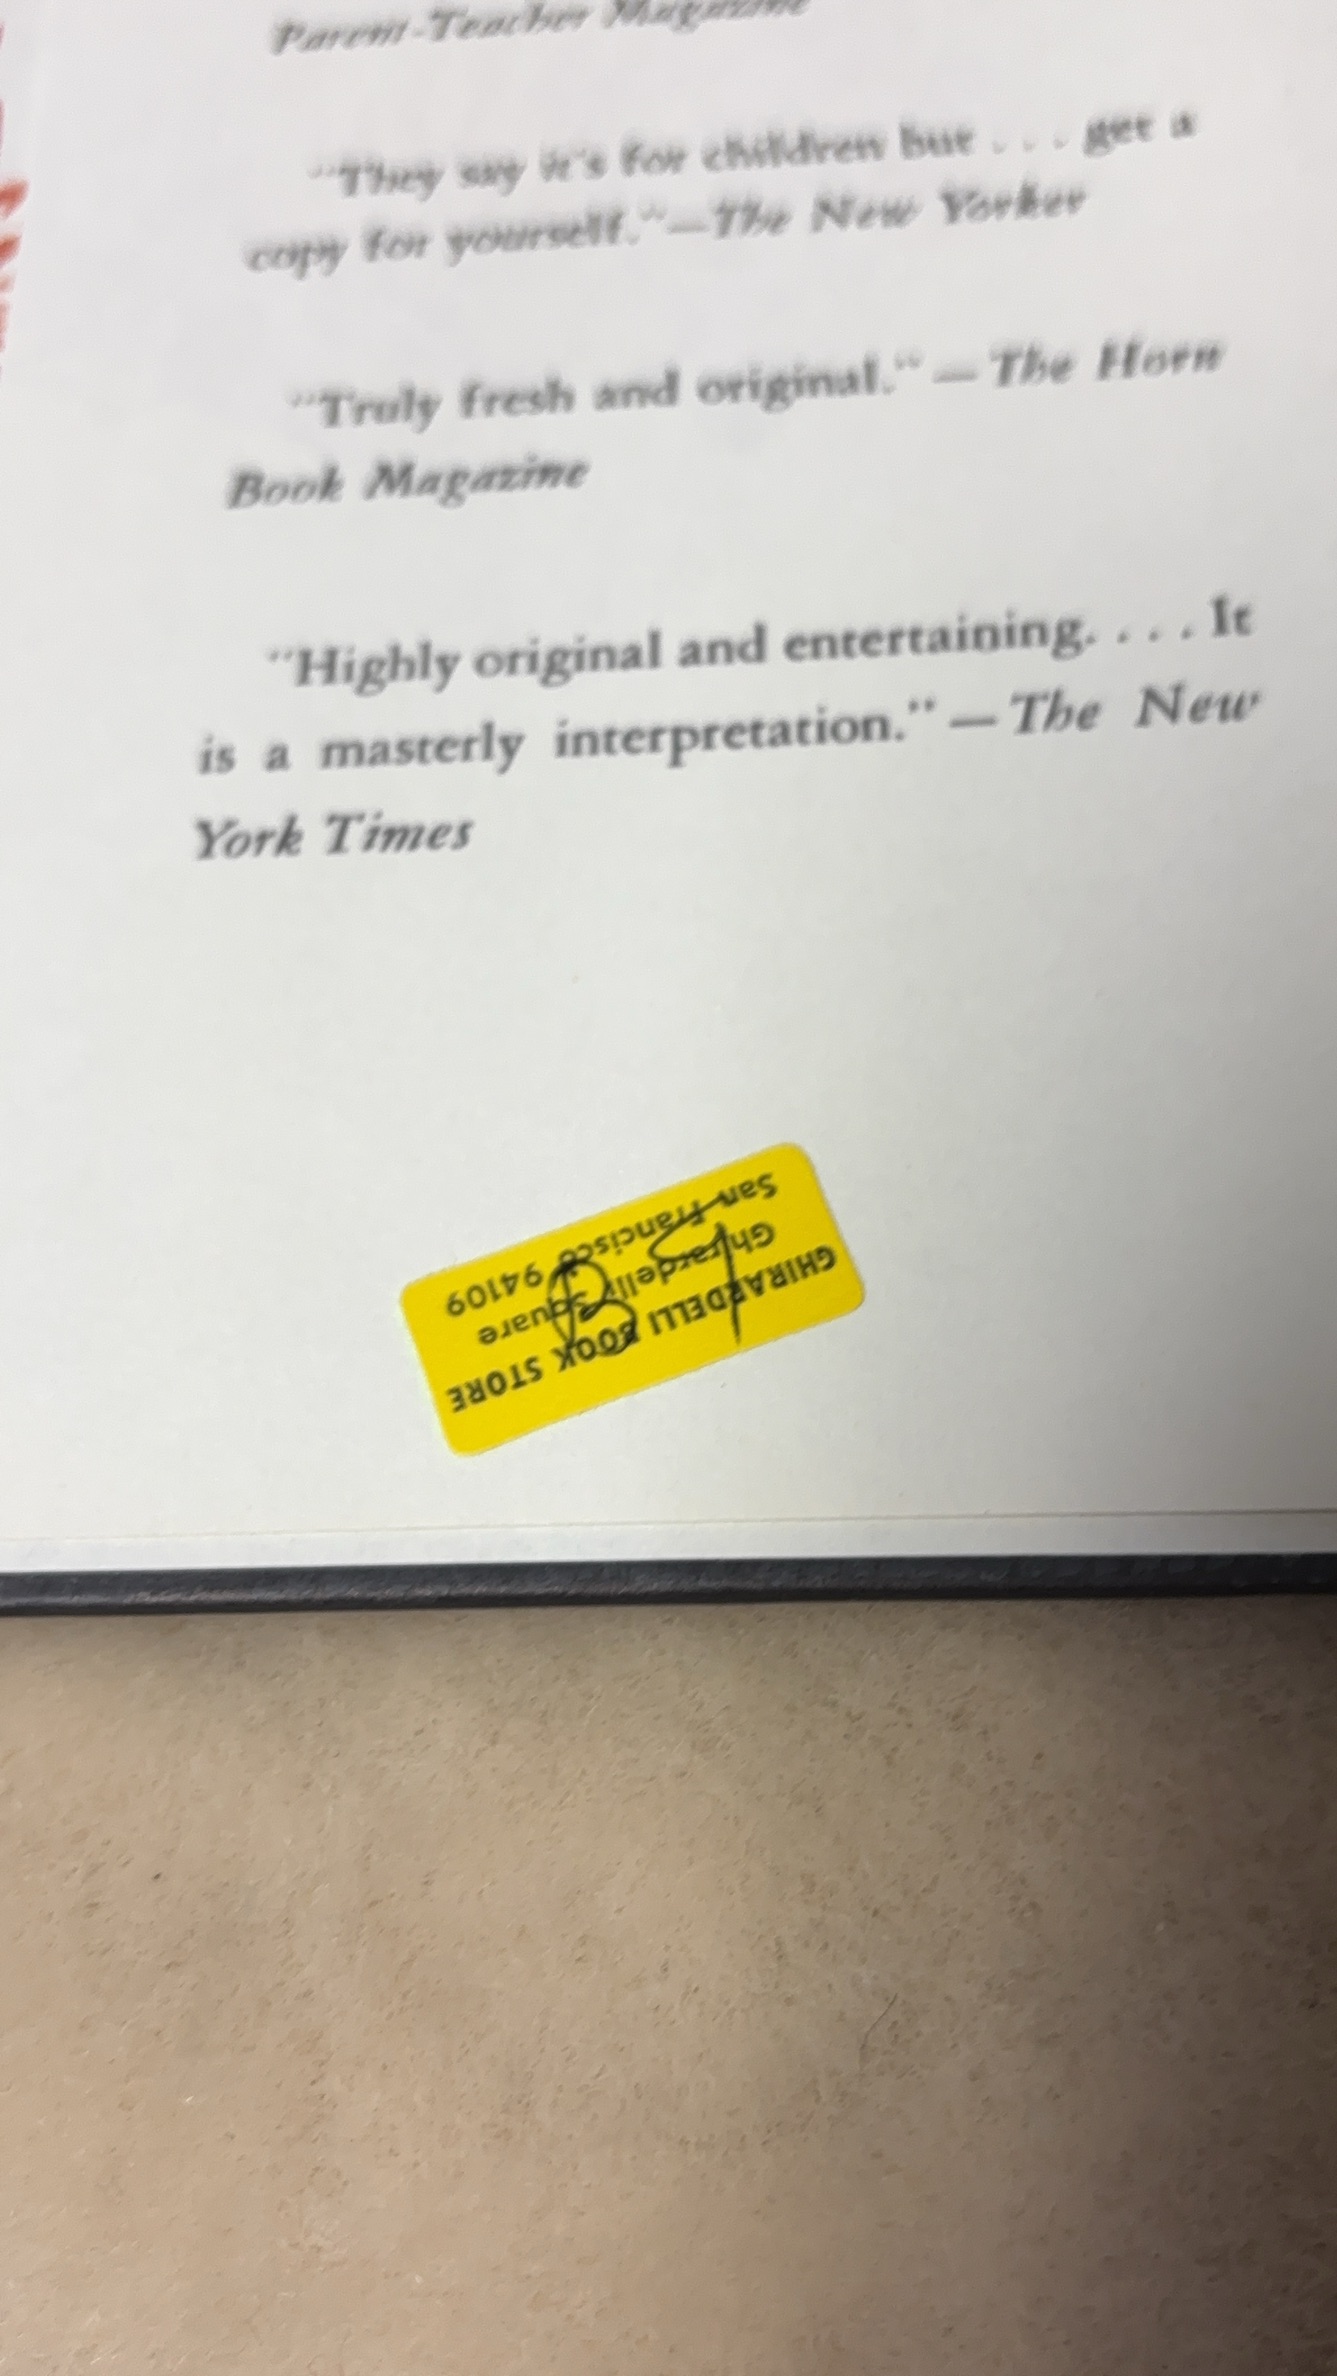 Parent-Teacher Magazine
"They say it's for children but . . . get a
copy for yourself."—The New Yorker
"Truly fresh and original."—The Horn
Book Magazine
"Highly original and entertaining. . . . It
is a masterly interpretation."—The New
York Times
GHIRARDELLI BOOK STORE
Ghirardelli Square
San Francisco 94109